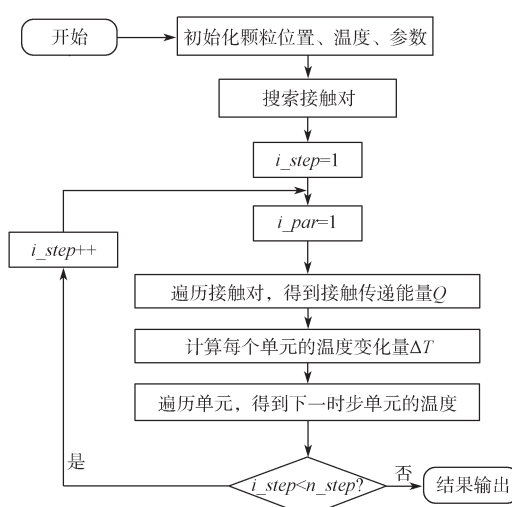 开始
初始化颗粒位置、温度、参数
搜索接触对
i_step=1
i_par=1
i_step++
遍历接触对，得到接触传递能量Q
计算每个单元的温度变化量ΔT
遍历单元，得到下一时步单元的温度
是
i_step<n_step?
否
结果输出